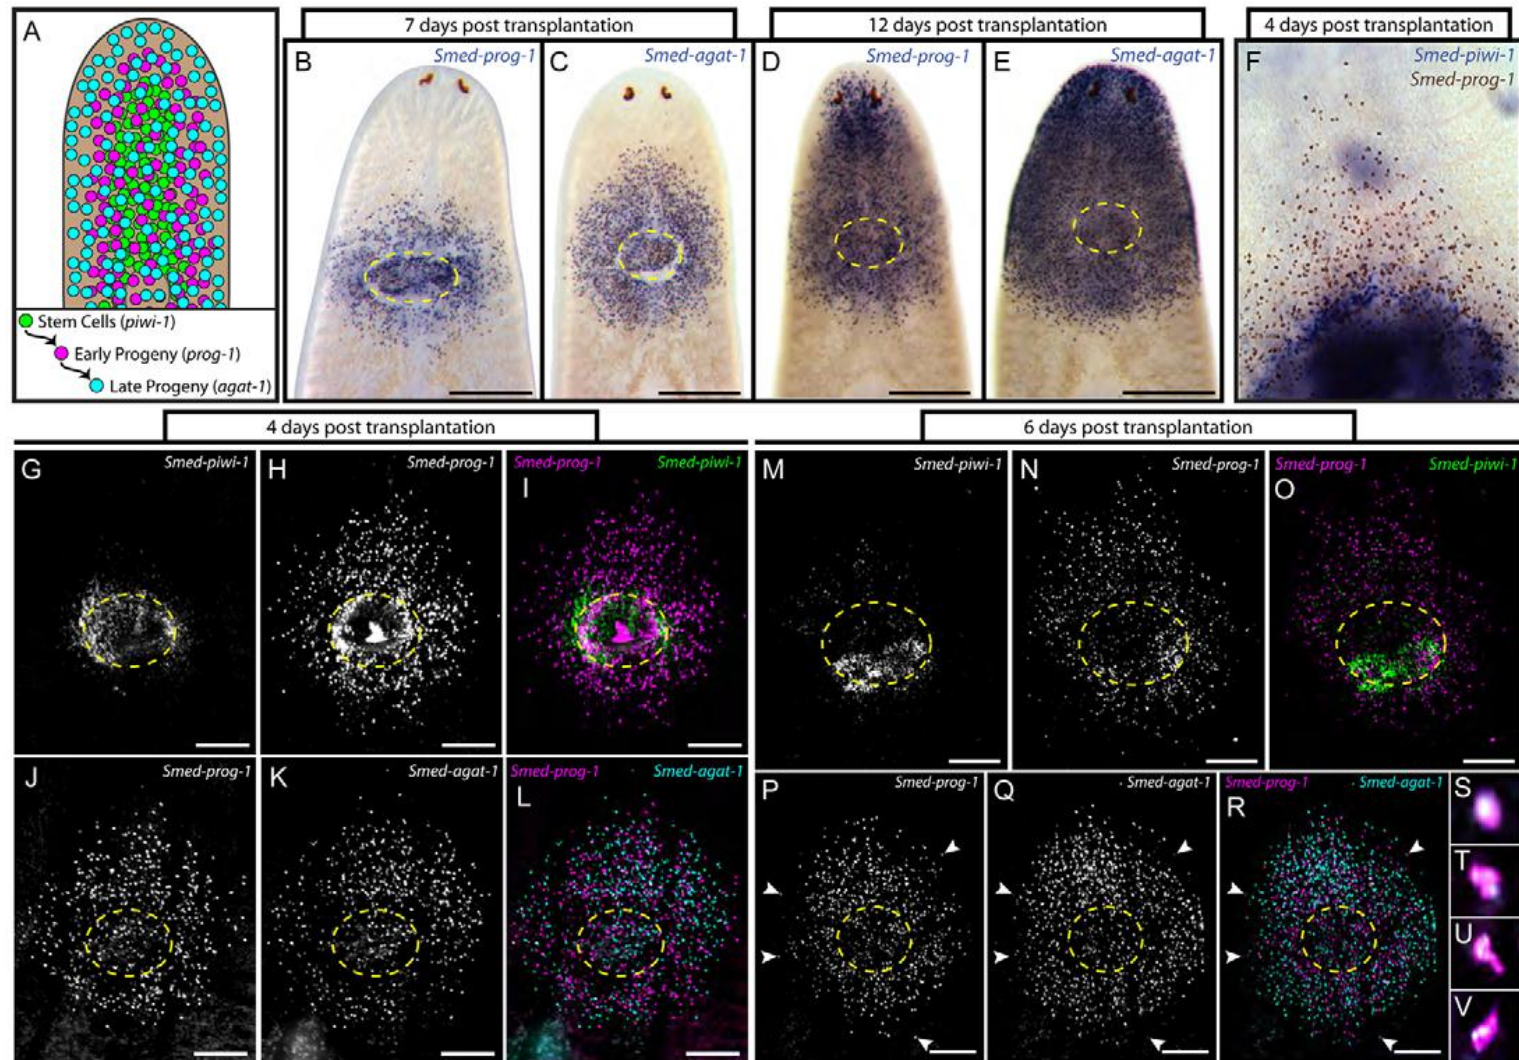 A
Stem Cells (piwi-1)
Early Progeny (prog-1)
Late Progeny (agat-1)
7 days post transplantation
B
Smed-prog-1
C
Smed-agat-1
12 days post transplantation
D
Smed-prog-1
E
Smed-agat-1
4 days post transplantation
F
Smed-piwi-1
Smed-prog-1
4 days post transplantation
G
Smed-piwi-1
H
Smed-prog-1
Smed-prog-1
Smed-piwi-1
I
6 days post transplantation
M
Smed-piwi-1
N
Smed-prog-1
Smed-prog-1
Smed-piwi-1
O
J
Smed-prog-1
K
Smed-agat-1
Smed-prog-1
Smed-agat-1
L
P
Smed-prog-1
Q
Smed-agat-1
Smed-prog-1
Smed-agat-1
R
S
T
U
V